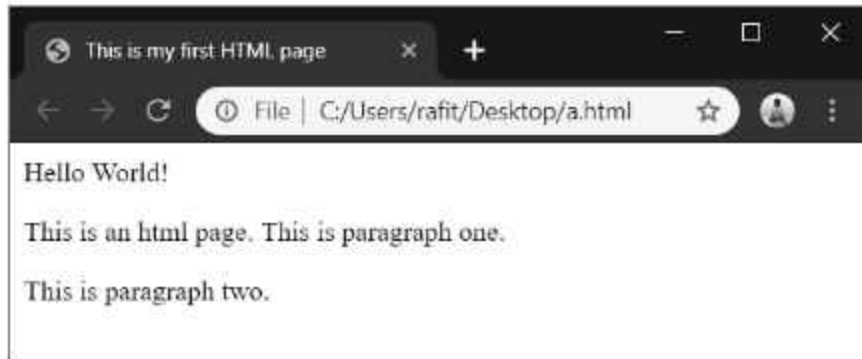 This is my first HTML page
File | C:/Users/rafit/Desktop/a.html
Hello World!
This is an html page. This is paragraph one.
This is paragraph two.